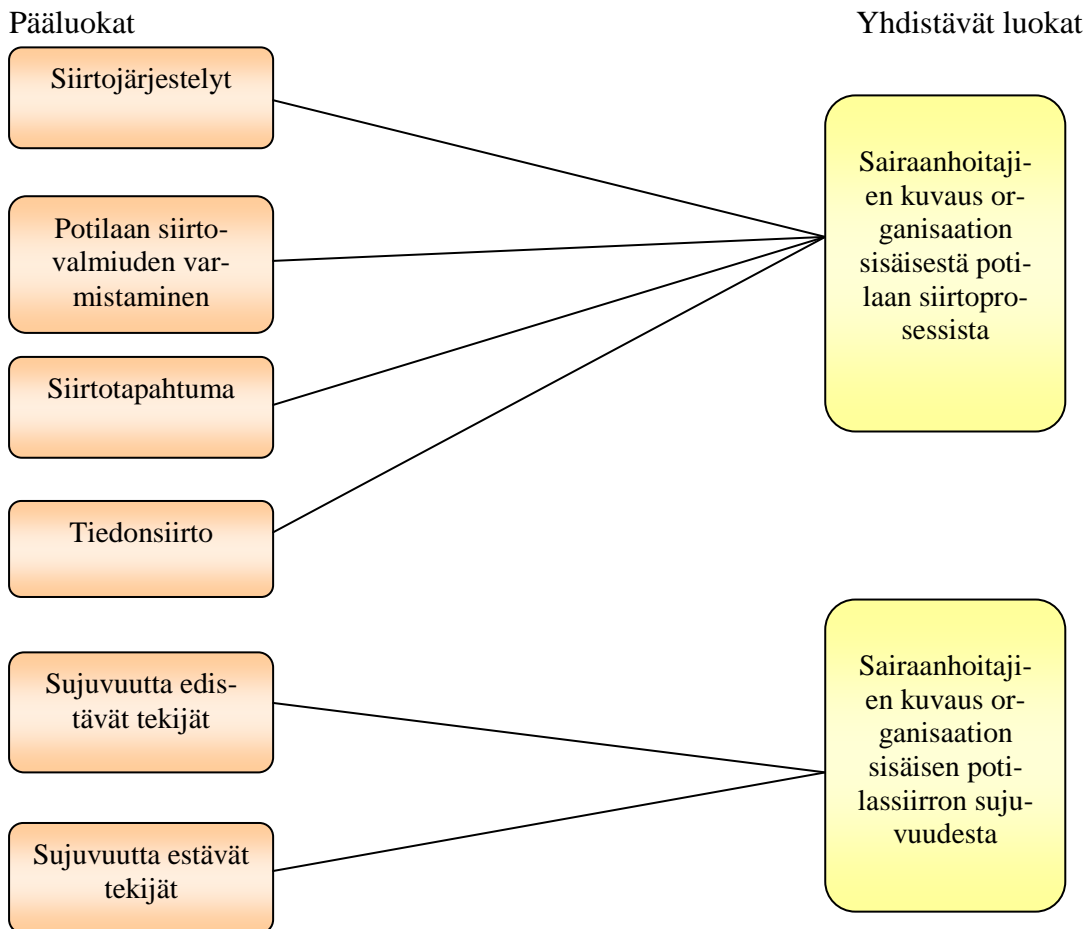 Pääluokat
Yhdistävät luokat
Siirtojärjestelyt
Potilaan siirto-
valmiuden var-
mistaminen
Siirtotapahtuma
Tiedonsiirto
Sairaanhoitaji-
en kuvaus or-
ganisaation
sisäisestä poti-
laan siirtopro-
sessista
Sujuvuutta edis-
tävät tekijät
Sujuvuutta estävät
tekijät
Sairaanhoitaji-
en kuvaus or-
ganisaation
sisäisen poti-
lassiirron suju-
vuudesta